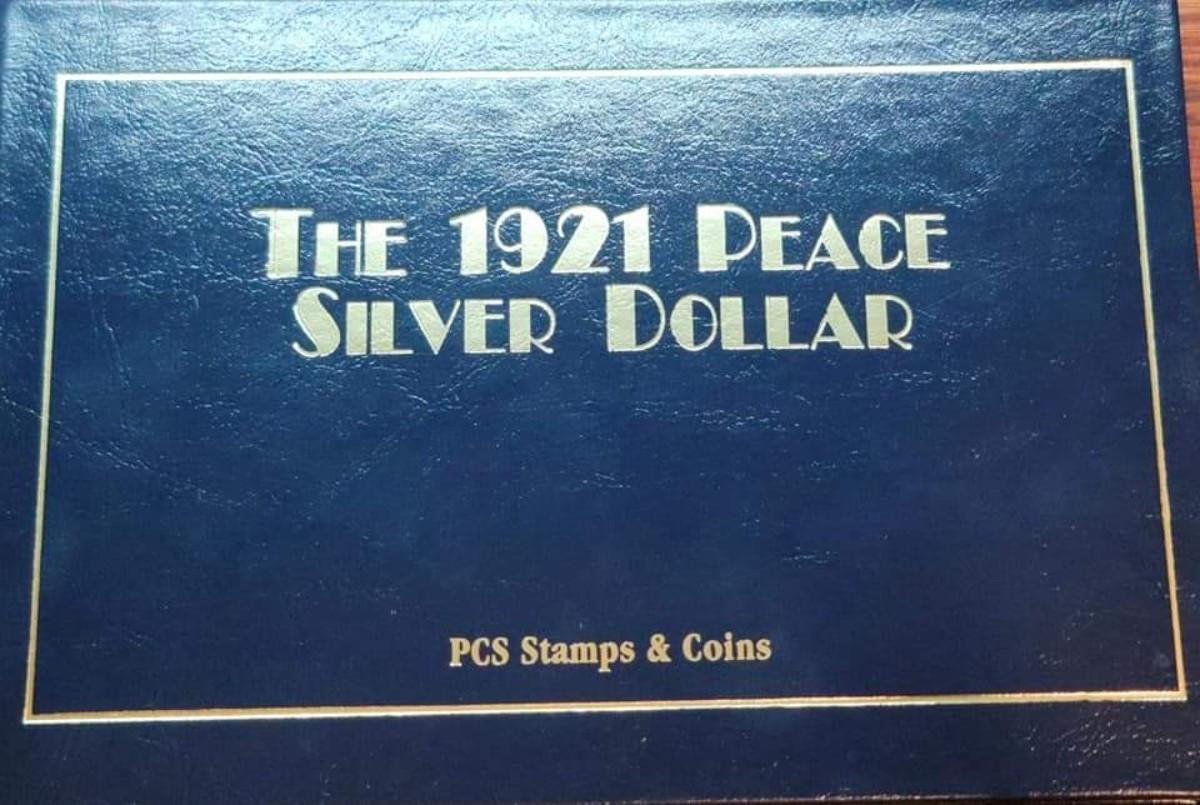 THE 1921 PEACE
SILVER DOLLAR
PCS Stamps & Coins